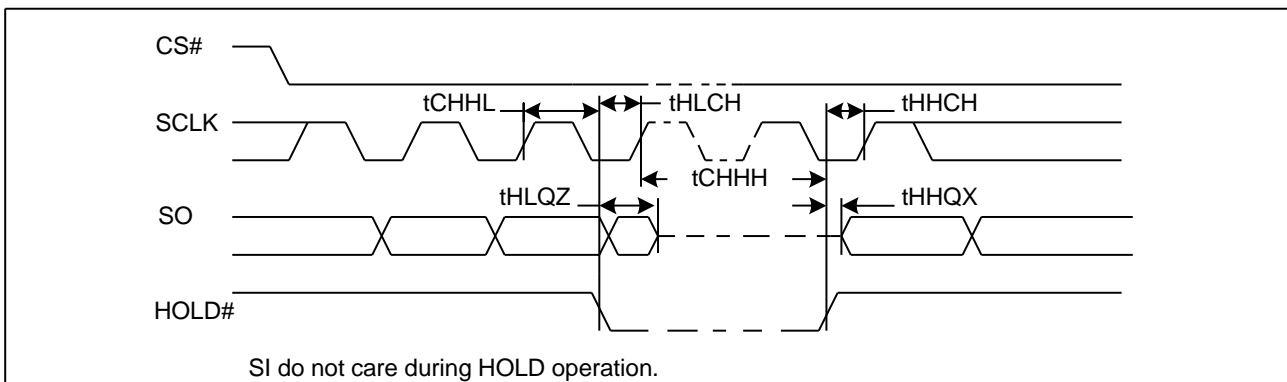 CS#
tCHHL
tHLCH
tHHCH
SCLK
tCHHH
tHLQZ
tHHQX
SO
HOLD#
SI do not care during HOLD operation.